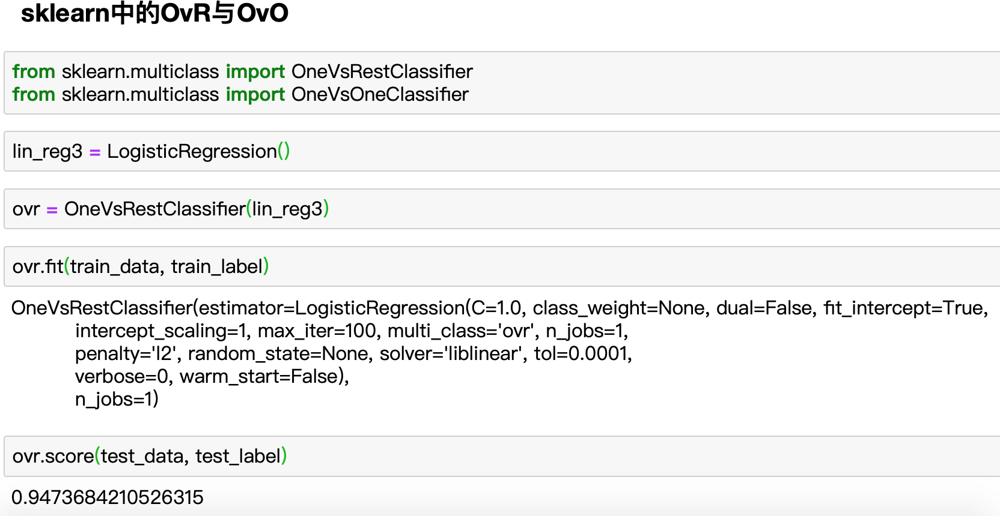 sklearn中的OvR与OvO
from sklearn.multiclass import OneVsRestClassifier
from sklearn.multiclass import OneVsOneClassifier
lin_reg3 = LogisticRegression()
ovr = OneVsRestClassifier(lin_reg3)
ovr.fit(train_data, train_label)
OneVsRestClassifier(estimator=LogisticRegression(C=1.0, class_weight=None, dual=False, fit_intercept=True,
intercept_scaling=1, max_iter=100, multi_class='ovr', n_jobs=1,
penalty='l2', random_state=None, solver='liblinear', tol=0.0001,
verbose=0, warm_start=False),
n_jobs=1)
ovr.score(test_data, test_label)
0.9473684210526315